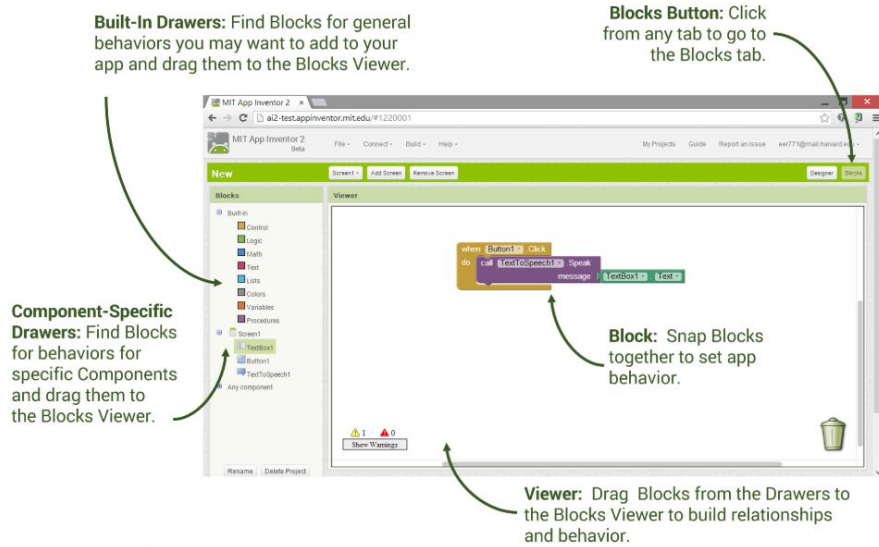 Built-In Drawers: Find Blocks for general
behaviors you may want to add to your
app and drag them to the Blocks Viewer.
Blocks Button: Click
from any tab to go to
the Blocks tab.
MIT App Inventor 2
ai2-test.appinventor.mit.edu/#1220001
MIT App Inventor 2
Beta
File Connect Build Help
My Projects Guide Report an Issue eer771@mail.harvard.edu
New
Screen1 Add Screen Remove Screen
Designer Blocks
Blocks
Viewer
Built-in
Control
Logic
Math
Text
Lists
Colors
Variables
Procedures
Screen1
TextBox1
Button1
TextToSpeech1
Any component
when Button1 .Click
do call TextToSpeech1 .Speak
message TextBox1 . Text
Component-Specific
Drawers: Find Blocks
for behaviors for
specific Components
and drag them to
the Blocks Viewer.
Block: Snap Blocks
together to set app
behavior.
1 0
Show Warnings
Rename Delete Project
Viewer: Drag Blocks from the Drawers to
the Blocks Viewer to build relationships
and behavior.